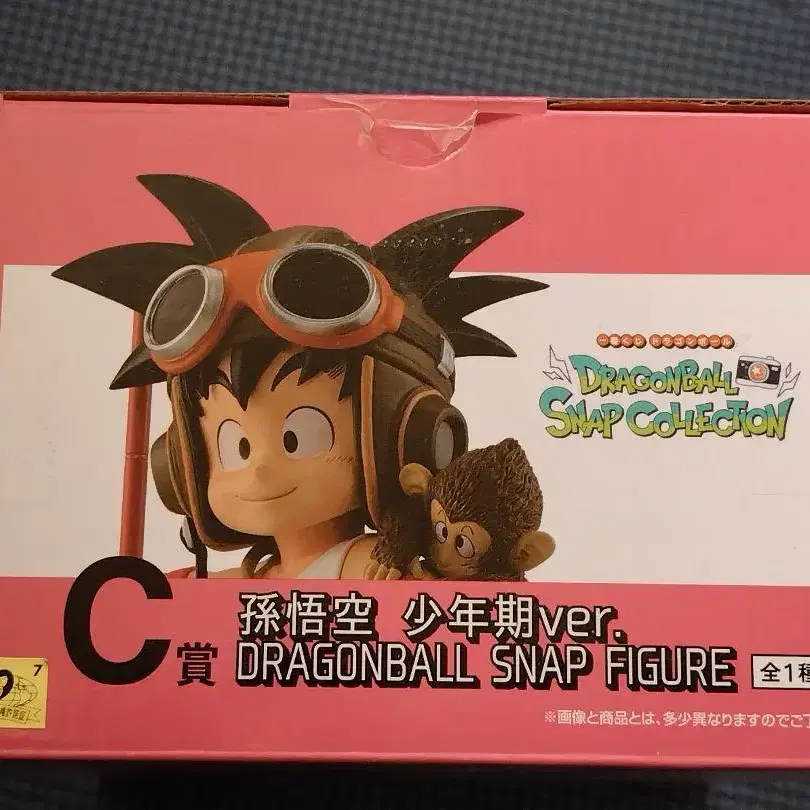 一番くじ ドラゴンボール
DRAGONBALL
SNAP COLLECTION
C賞
孫悟空 少年期ver.
DRAGONBALL SNAP FIGURE
全1種
※画像と商品とは、多少異なりますのでご了
7